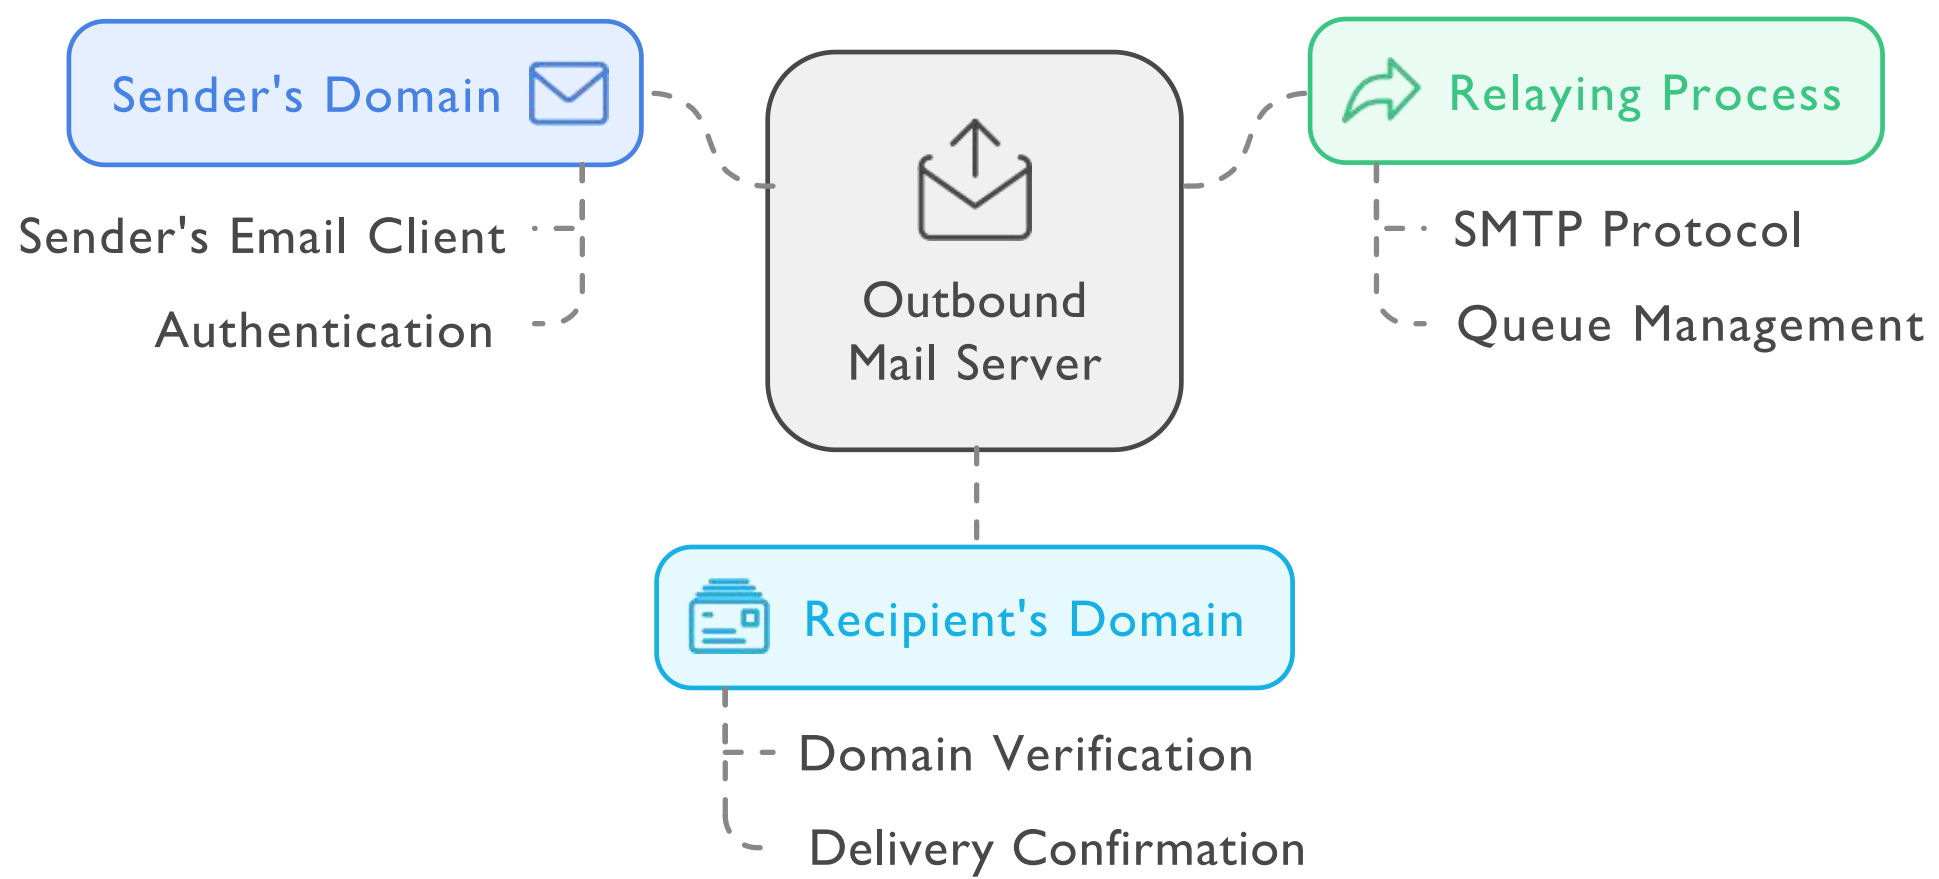 Sender's Domain
Sender's Email Client
Authentication
Outbound
Mail Server
Relaying Process
SMTP Protocol
Queue Management
Recipient's Domain
Domain Verification
Delivery Confirmation